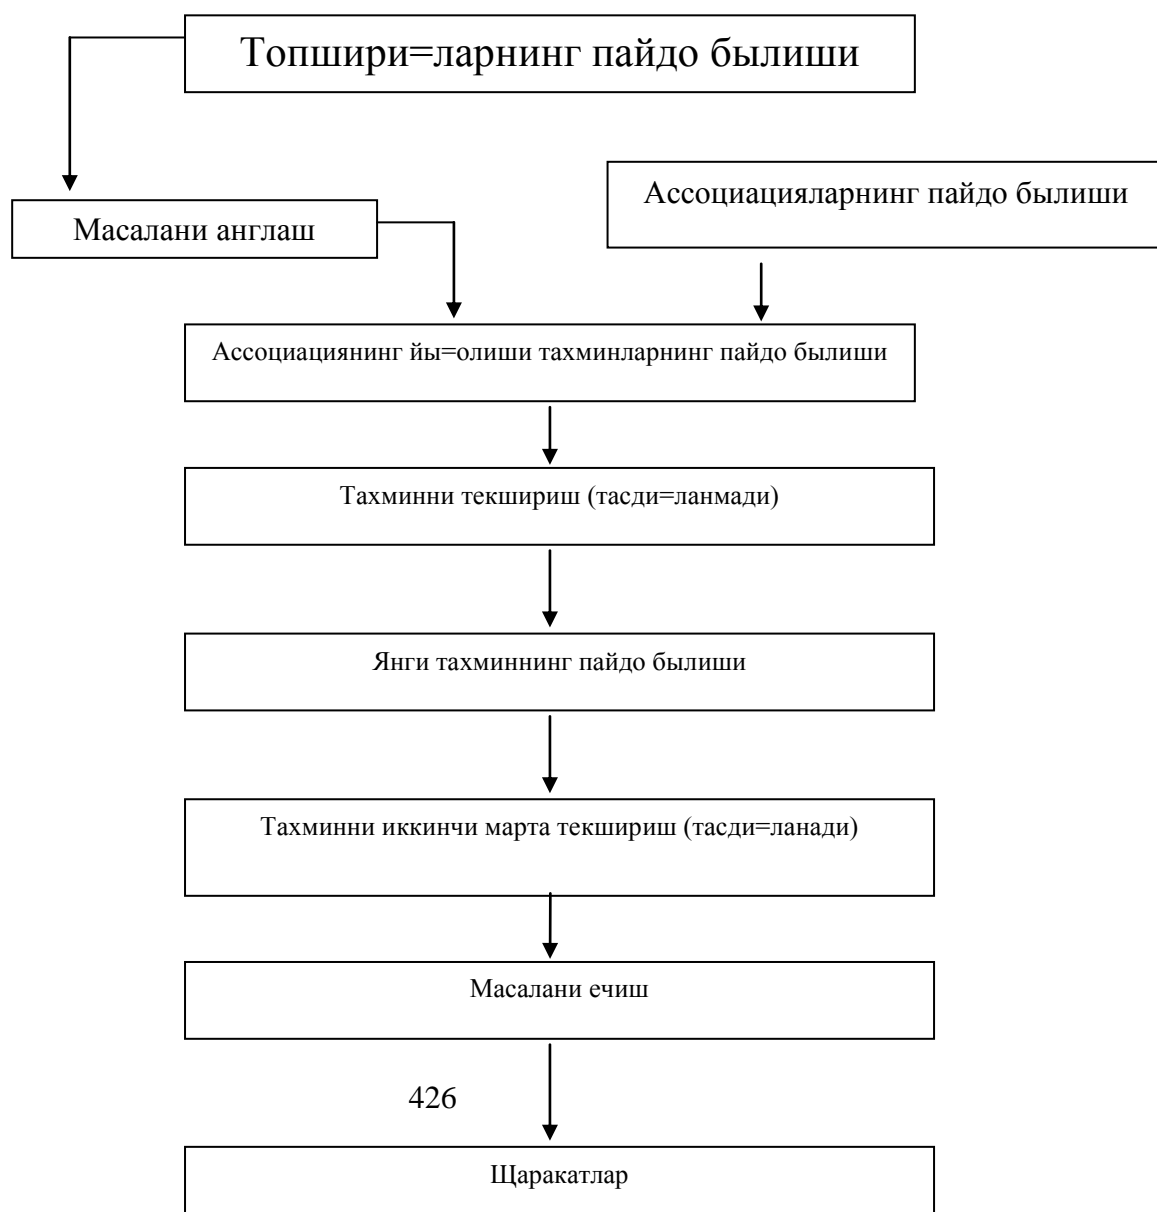 Топшири=ларнинг пайдо былиши
Ассоциацияларнинг пайдо былиши
Масалани англаш
Ассоциациянинг йы=олиши тахминларнинг пайдо былиши
Тахминни текшириш (тасди=ланмади)
Янги тахминнинг пайдо былиши
Тахминни иккинчи марта текшириш (тасди=ланади)
Масалани ечиш
426
Щаракатлар